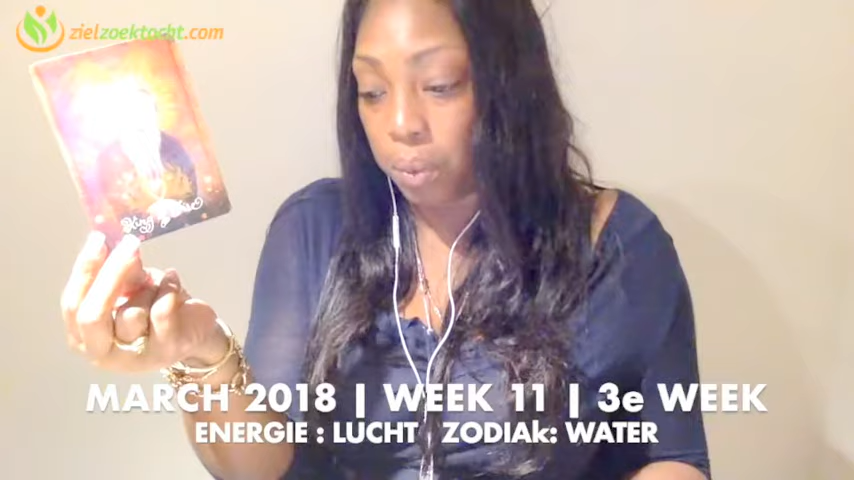 zielzoektocht.com
MARCH 2018 | WEEK 11 | 3e WEEK
ENERGIE : LUCHT ZODIAk: WATER